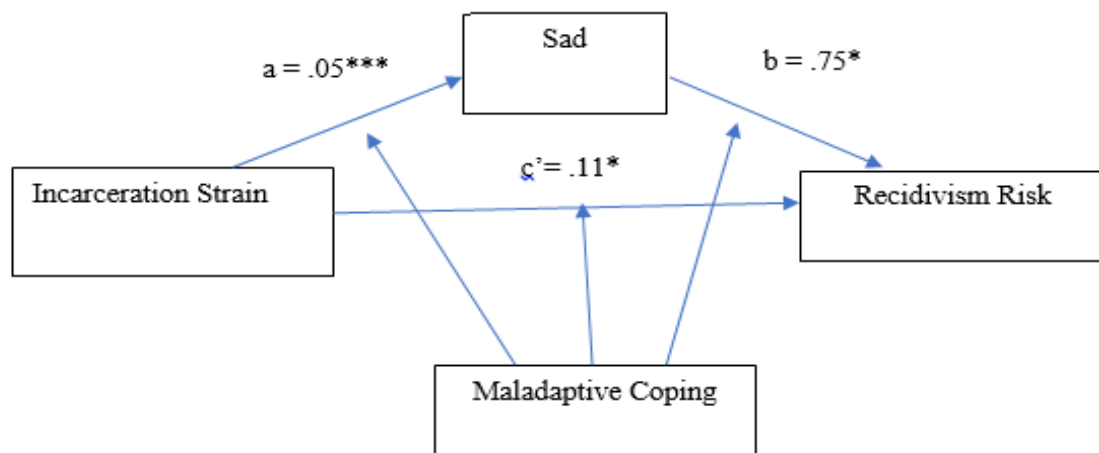 Sad
a = .05***
b = .75*
c’= .11*
Incarceration Strain
Recidivism Risk
Maladaptive Coping